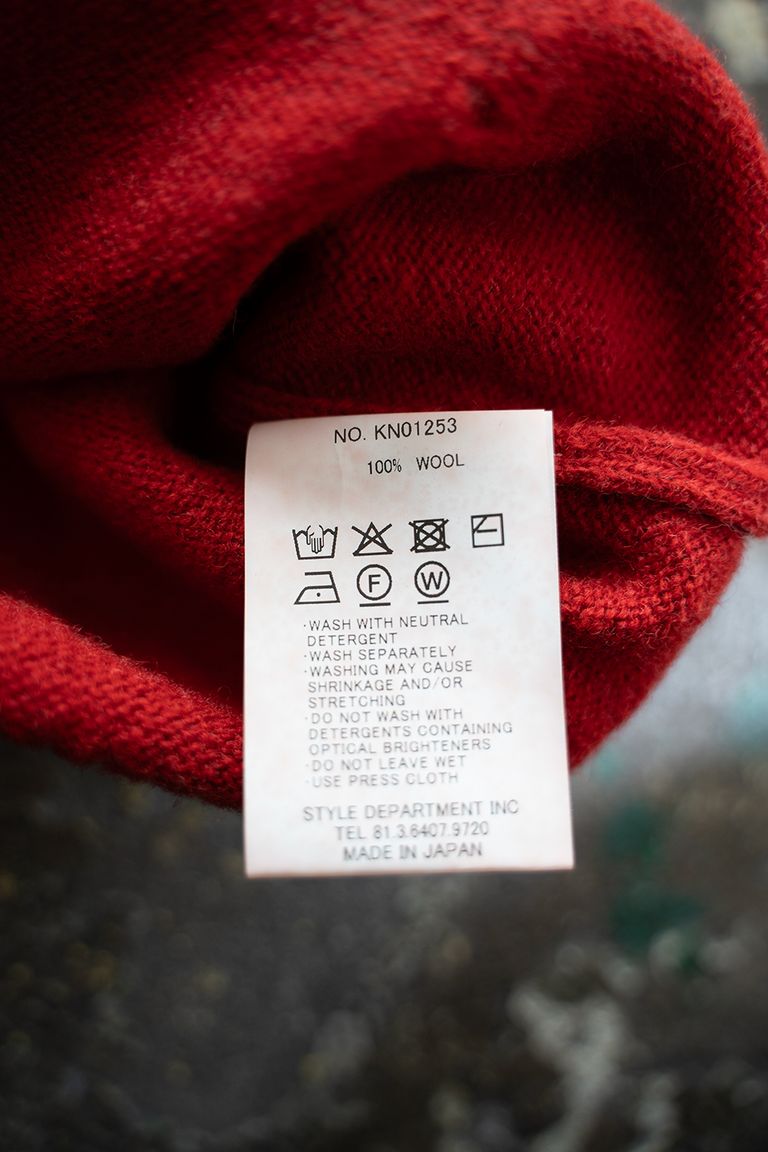 NO. KN01253
100% WOOL
F W
·WASH WITH NEUTRAL
DETERGENT
·WASH SEPARATELY
·WASHING MAY CAUSE
SHRINKAGE AND/OR
STRETCHING
·DO NOT WASH WITH
DETERGENTS CONTAINING
OPTICAL BRIGHTENERS
·DO NOT LEAVE WET
·USE PRESS CLOTH
STYLE DEPARTMENT INC
TEL 81.3.6407.9720
MADE IN JAPAN